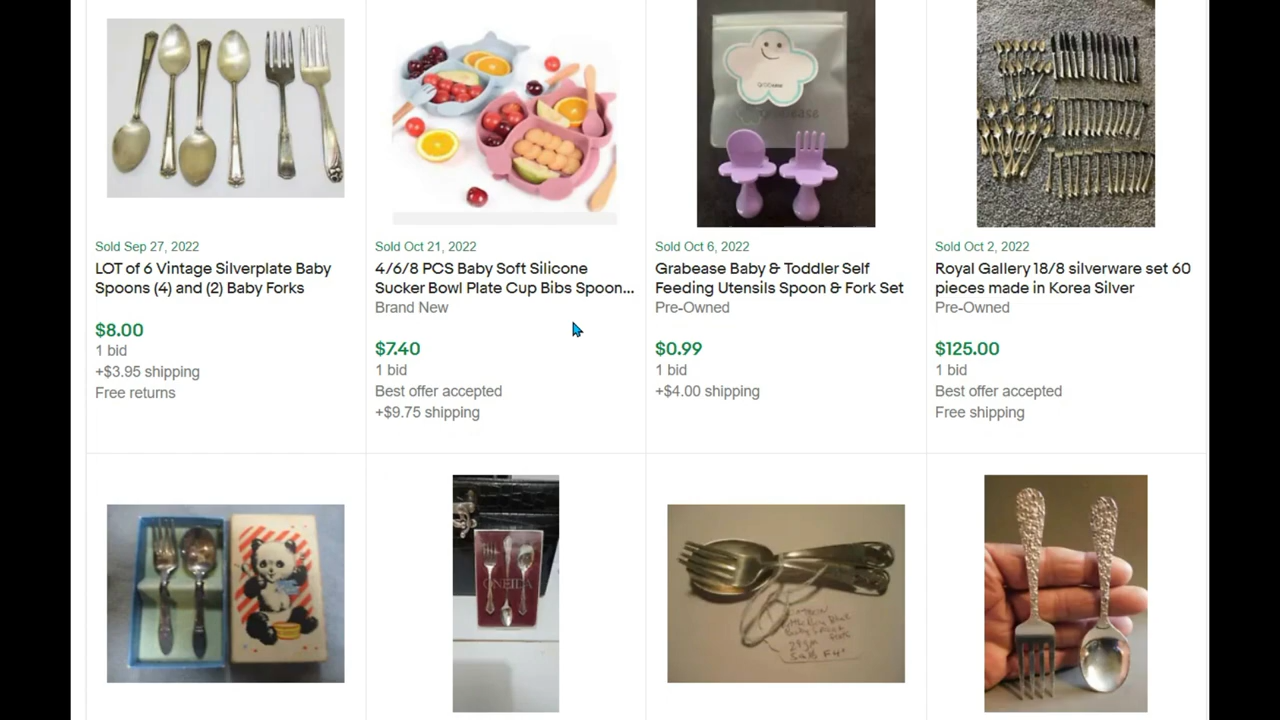 grabease
grabease
Sold Sep 27, 2022
LOT of 6 Vintage Silverplate Baby
Spoons (4) and (2) Baby Forks
$8.00
1 bid
+$3.95 shipping
Free returns
Sold Oct 21, 2022
4/6/8 PCS Baby Soft Silicone
Sucker Bowl Plate Cup Bibs Spoon...
Brand New
$7.40
1 bid
Best offer accepted
+$9.75 shipping
Sold Oct 6, 2022
Grabease Baby & Toddler Self
Feeding Utensils Spoon & Fork Set
Pre-Owned
$0.99
1 bid
+$4.00 shipping
Sold Oct 2, 2022
Royal Gallery 18/8 silverware set 60
pieces made in Korea Silver
Pre-Owned
$125.00
1 bid
Best offer accepted
Free shipping
ONEIDA